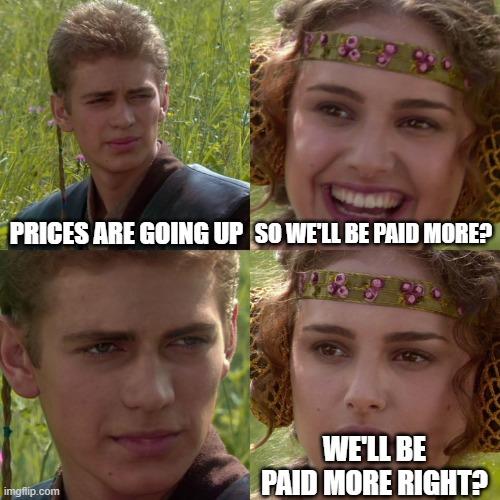 PRICES ARE GOING UP
SO WE'LL BE PAID MORE?
WE'LL BE
PAID MORE RIGHT?
imgflip.com